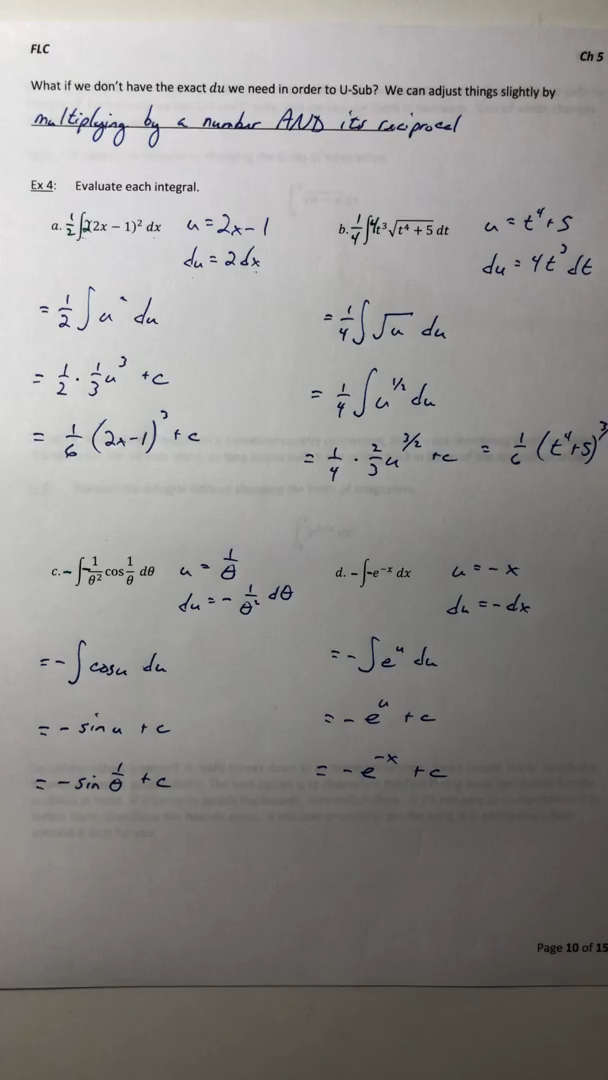 FLC
Ch 5
What if we don't have the exact du we need in order to U-Sub? We can adjust things slightly by
multiplying by a number AND its reciprocal
Ex 4: Evaluate each integral.
a. 1/2 ∫2(2x – 1)² dx u = 2x-1
du = 2dx
= 1/2 ∫ u² du
= 1/2 · 1/3 u³ + c
= 1/6 (2x-1)³ + c
b. 1/4 ∫4t³√(t⁴ + 5) dt u = t⁴+5
du = 4t³ dt
= 1/4 ∫ √u du
= 1/4 ∫ u^(1/2) du
= 1/4 · 2/3 u^(3/2) + c = 1/6 (t⁴+5)^3/
c. - ∫ -1/θ² cos 1/θ dθ u = 1/θ
du = - 1/θ² dθ
= - ∫ cosu du
= - sin u + c
= - sin 1/θ + c
d. - ∫ -e^(-x) dx u = -x
du = -dx
= - ∫ e^u du
= - e^u + c
= - e^(-x) + c
Page 10 of 15